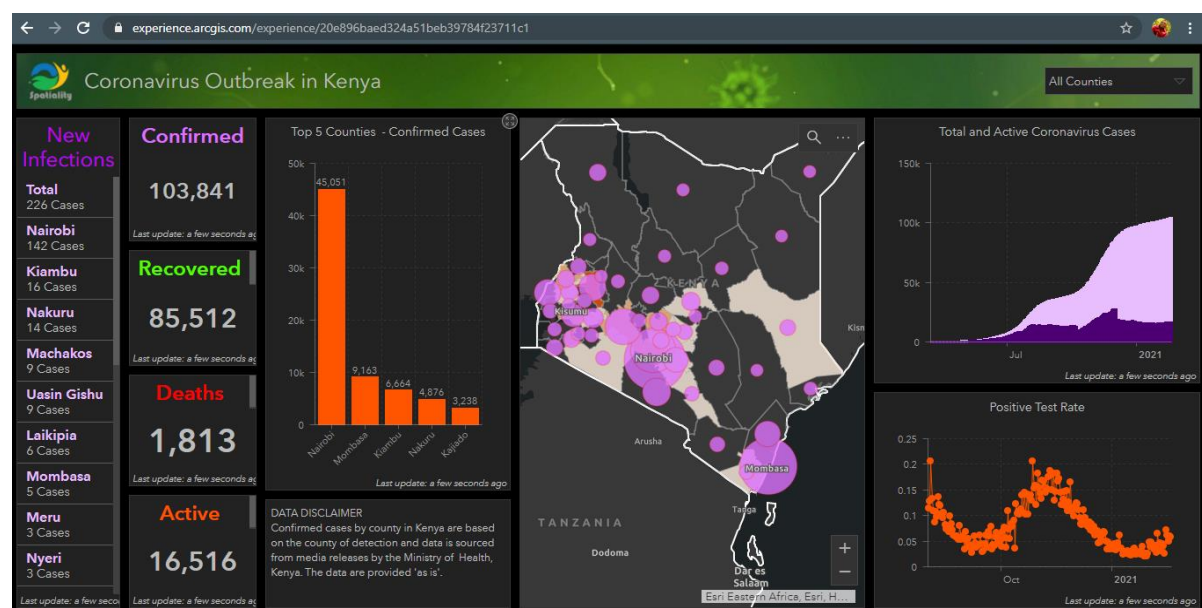 experience.arcgis.com/experience/20e896baed324a51beb39784f23711c1
Spatiality
Coronavirus Outbreak in Kenya
All Counties
New
Infections
Total
226 Cases
Nairobi
142 Cases
Kiambu
16 Cases
Nakuru
14 Cases
Machakos
9 Cases
Uasin Gishu
9 Cases
Laikipia
6 Cases
Mombasa
5 Cases
Meru
3 Cases
Nyeri
3 Cases
Last update: a few seco
Confirmed
103,841
Last update: a few seconds ag
Recovered
85,512
Last update: a few seconds ag
Deaths
1,813
Last update: a few seconds ag
Active
16,516
Last update: a few seconds ag
Top 5 Counties - Confirmed Cases
50k
40k
30k
20k
10k
0
45,051
9,163
6,664
4,876
3,238
Nairobi
Mombasa
Kiambu
Nakuru
Kajiado
Last update: a few seconds ago
DATA DISCLAIMER
Confirmed cases by county in Kenya are based
on the county of detection and data is sourced
from media releases by the Ministry of Health,
Kenya. The data are provided 'as is'.
KENYA
Kisumu
Nairobi
Kisn
Arusha
Mombasa
Tanga
TANZANIA
Dodoma
Dar es
Salaam
Esri Eastern Africa, Esri, H...
Total and Active Coronavirus Cases
150k
100k
50k
0
Jul
2021
Last update: a few seconds ago
Positive Test Rate
0.25
0.2
0.15
0.1
0.05
0
Oct
2021
Last update: a few seconds ago